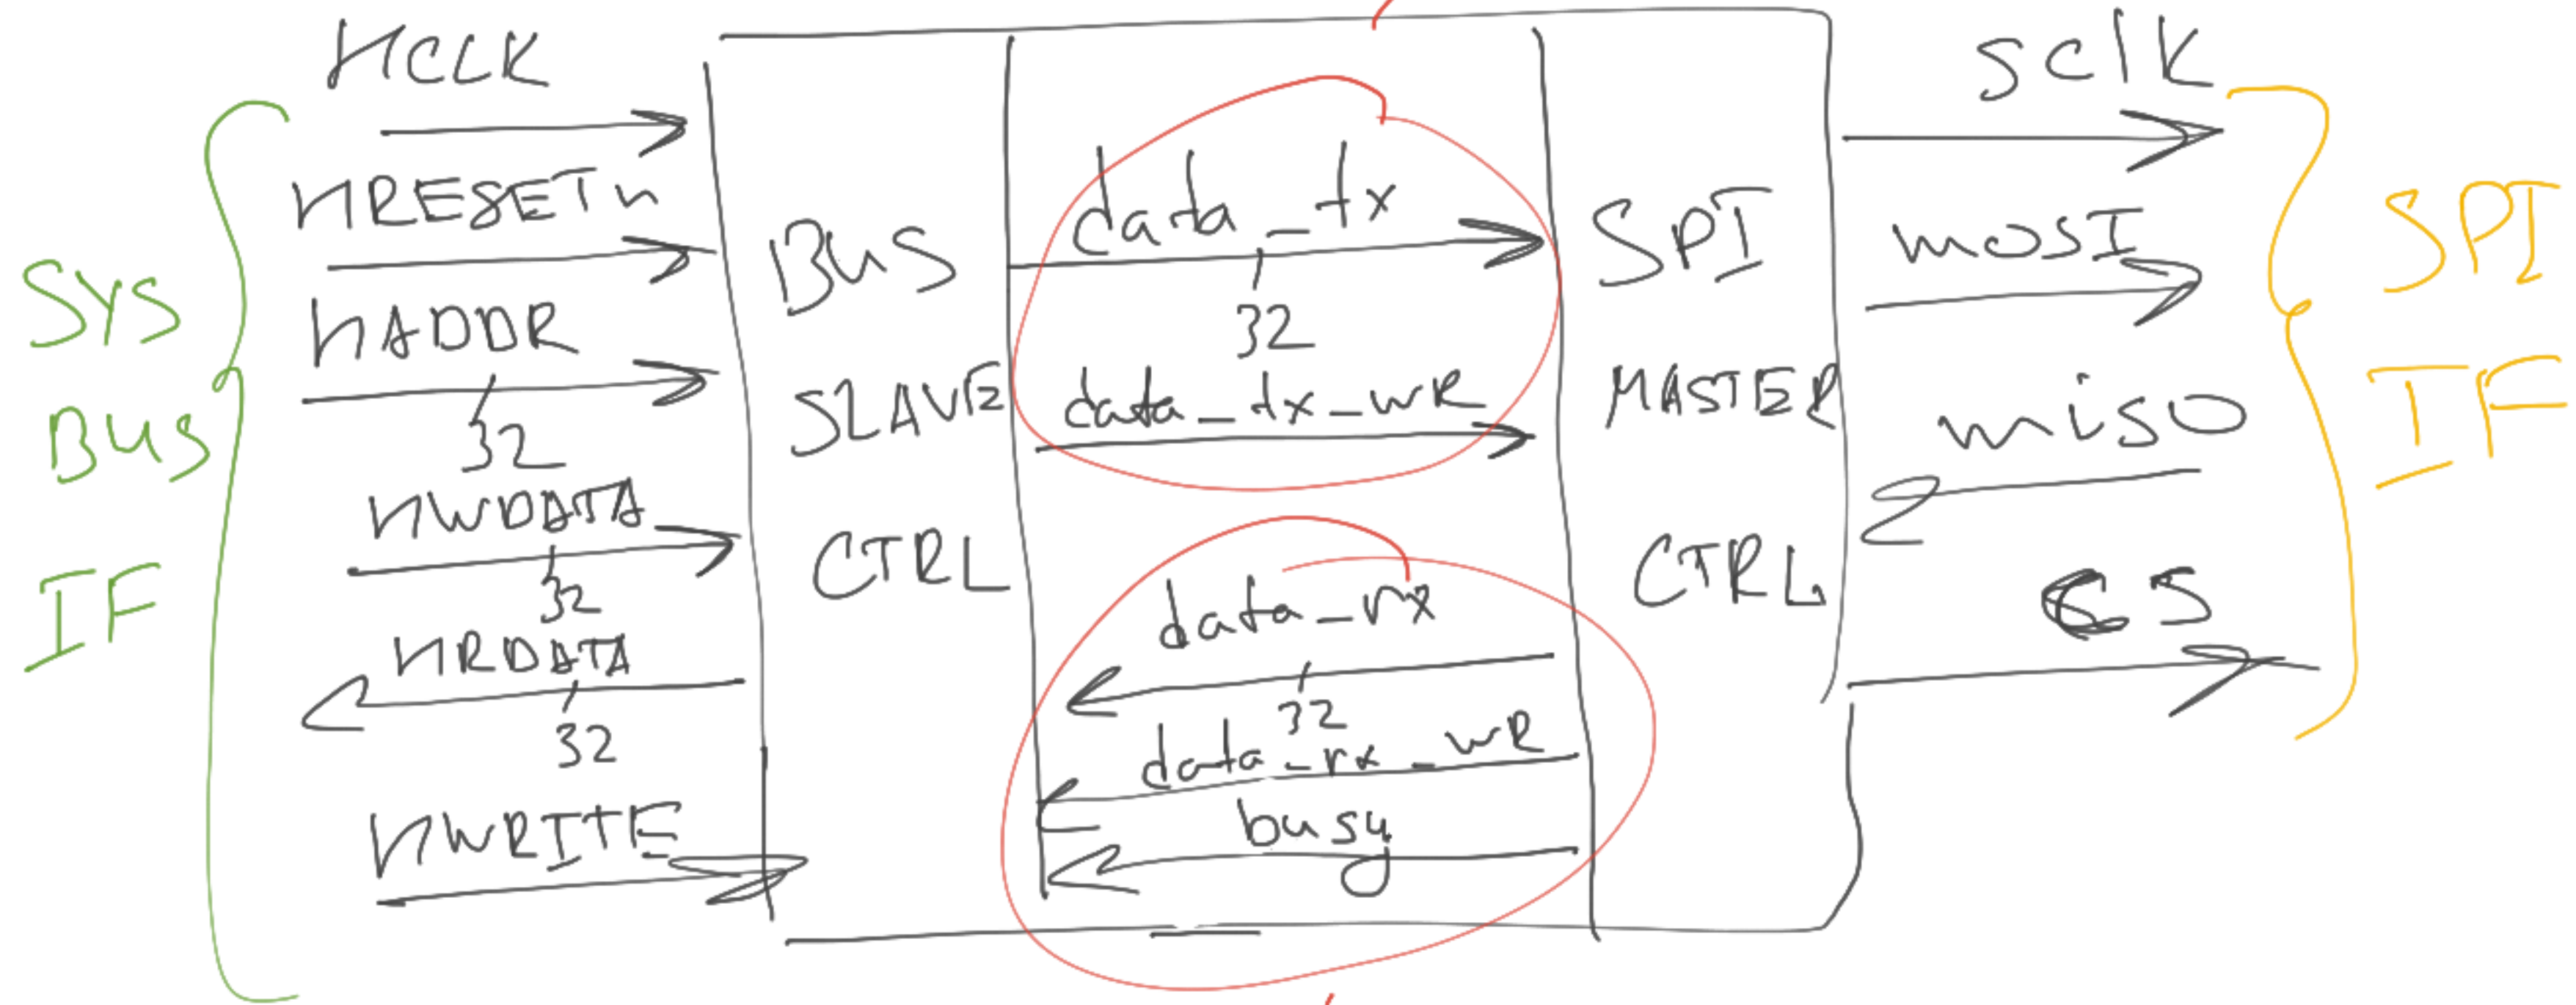 SYS
BUS
IF
HCLK
HRESETn
HADDR
32
HWDATA
32
HRDATA
32
HWRITE
BUS
SLAVE
CTRL
data_tx
32
data_tx_WR
data_rx
32
data_rx_WR
busy
SPI
MASTER
CTRL
SClK
MOSI
MISO
CS
SPI
IF